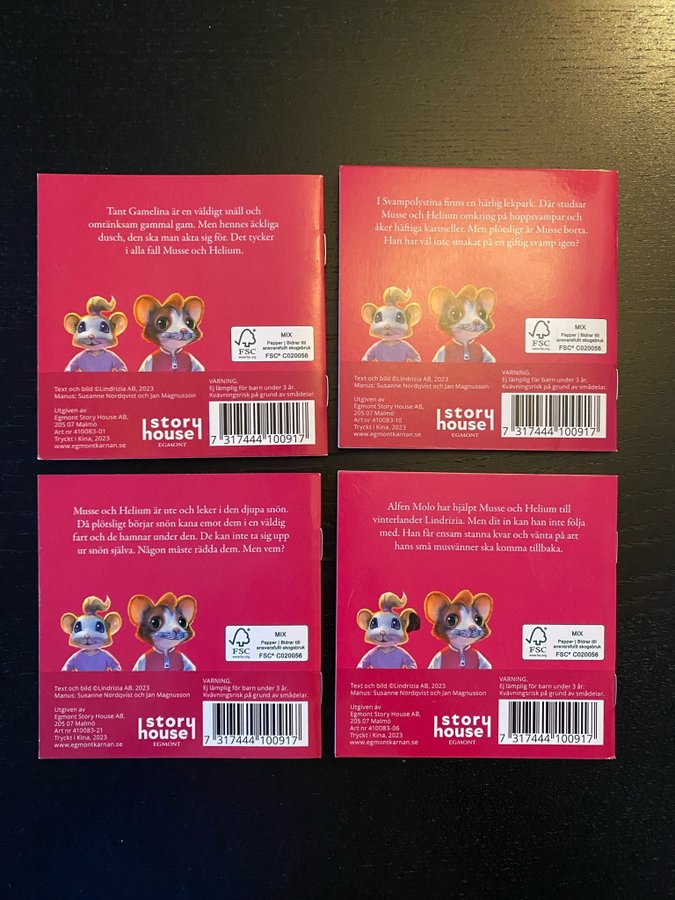 Tant Gamelina är en väldigt snäll och
omtänksam gammal gam. Men hennes äckliga
dusch, den ska man akta sig för. Det tycker
i alla fall Musse och Helium.
FSC
www.fsc.org
MIX
Papper | Bidrar till
ansvarsfullt skogsbruk
FSC® C020056
Text och bild ©Lindrizia AB, 2023
Manus: Susanne Nordqvist och Jan Magnusson
VARNING.
Ej lämplig för barn under 3 år.
Kvävningsrisk på grund av smådelar.
Utgiven av
Egmont Story House AB,
205 07 Malmö
Art nr 410083-01
Tryckt i Kina, 2023
www.egmontkarnan.se
story
house
EGMONT
7 317444 100917
I Svampolystina finns en härlig lekpark. Där studsar
Musse och Helium omkring på hoppsvampar och
åker häftiga karuseller. Men plötsligt är Musse borta.
Han har väl inte smakat på en giftig svamp igen?
FSC
www.fsc.org
MIX
Papper | Bidrar till
ansvarsfullt skogsbruk
FSC® C020056
Text och bild ©Lindrizia AB, 2023
Manus: Susanne Nordqvist och Jan Magnusson
VARNING.
Ej lämplig för barn under 3 år.
Kvävningsrisk på grund av smådelar.
Utgiven av
Egmont Story House AB,
205 07 Malmö
Art nr 410083-10
Tryckt i Kina, 2023
www.egmontkarnan.se
story
house
EGMONT
7 317444 100917
Musse och Helium är ute och leker i den djupa snön.
Då plötsligt börjar snön kana emot dem i en väldig
fart och de hamnar under den. De kan inte ta sig upp
ur snön själva. Någon måste rädda dem. Men vem?
FSC
www.fsc.org
MIX
Papper | Bidrar till
ansvarsfullt skogsbruk
FSC® C020056
Text och bild ©Lindrizia AB, 2023
Manus: Susanne Nordqvist och Jan Magnusson
VARNING.
Ej lämplig för barn under 3 år.
Kvävningsrisk på grund av smådelar.
Utgiven av
Egmont Story House AB,
205 07 Malmö
Art nr 410083-21
Tryckt i Kina, 2023
www.egmontkarnan.se
story
house
EGMONT
7 317444 100917
Alfen Molo har hjälpt Musse och Helium till
vinterlandet Lindrizia. Men dit in kan han inte följa
med. Han får ensam stanna kvar och vänta på att
hans små musvänner ska komma tillbaka.
FSC
www.fsc.org
MIX
Papper | Bidrar till
ansvarsfullt skogsbruk
FSC® C020056
Text och bild ©Lindrizia AB, 2023
Manus: Susanne Nordqvist och Jan Magnusson
VARNING.
Ej lämplig för barn under 3 år.
Kvävningsrisk på grund av smådelar.
Utgiven av
Egmont Story House AB,
205 07 Malmö
Art nr 410083-06
Tryckt i Kina, 2023
www.egmontkarnan.se
story
house
EGMONT
7 317444 100917